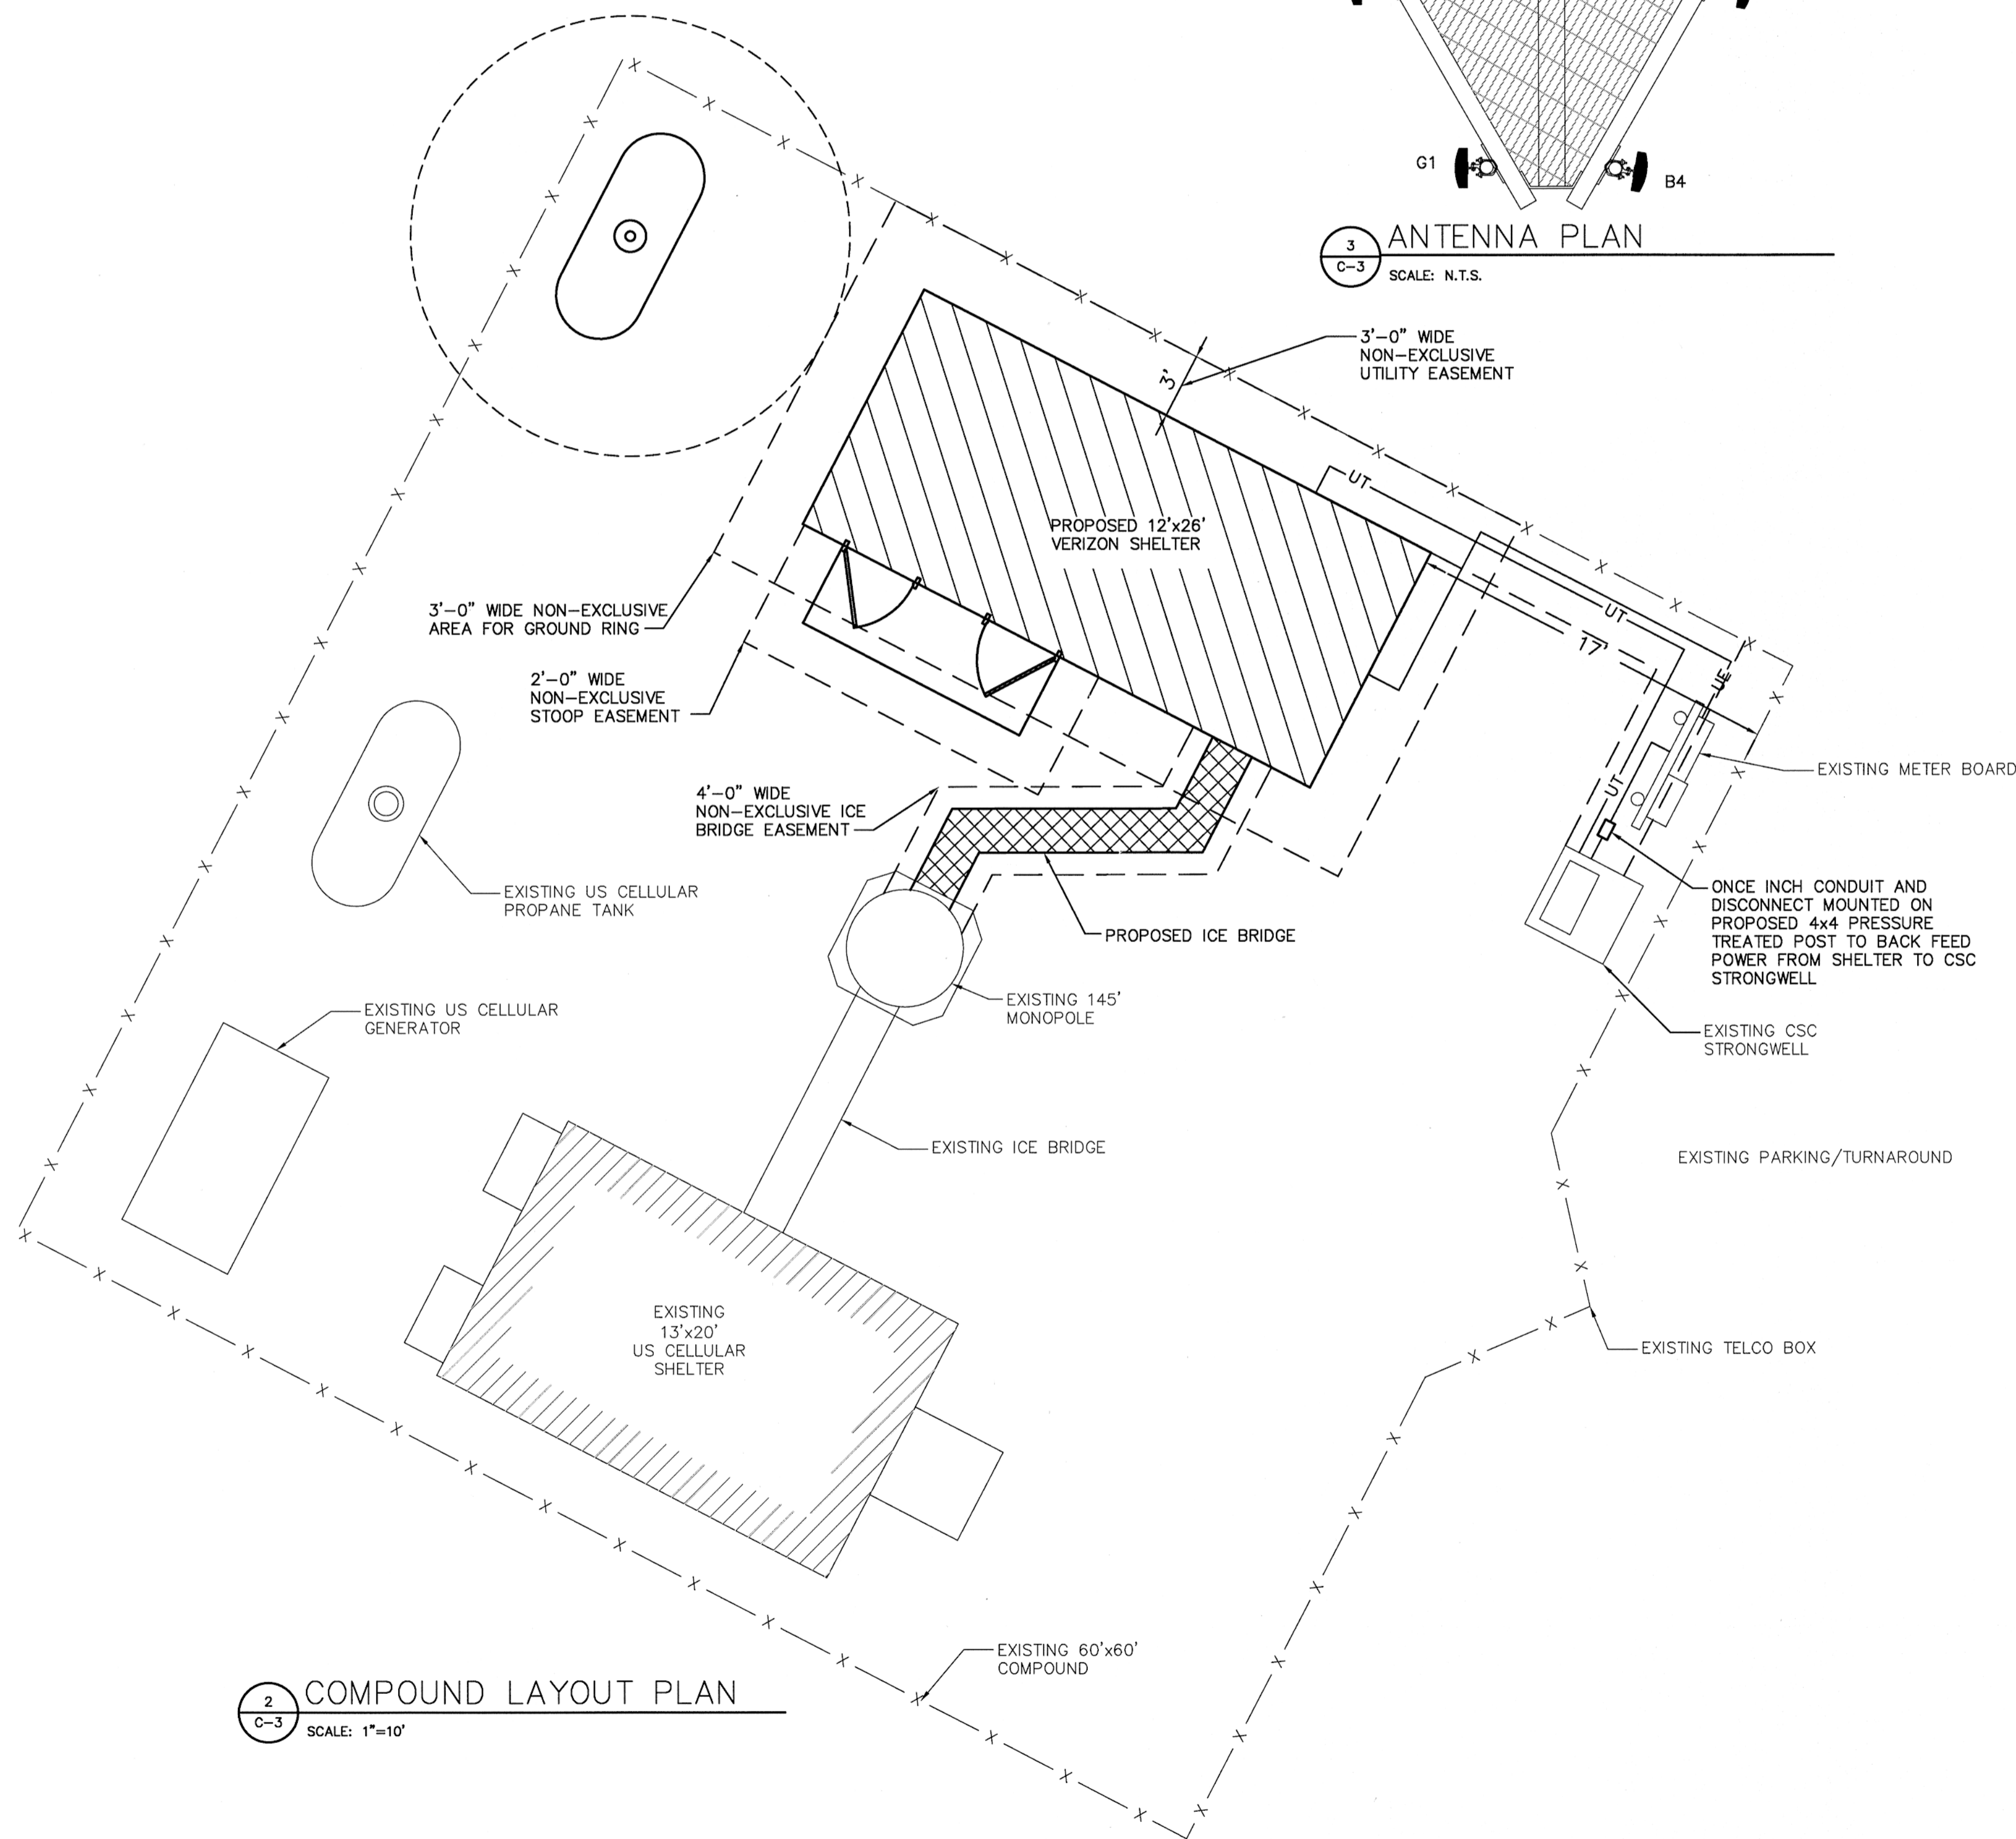 G1
B4
3
C-3
ANTENNA PLAN
SCALE: N.T.S.
3'-0" WIDE
NON-EXCLUSIVE
UTILITY EASEMENT
3'
UT
PROPOSED 12'x26'
VERIZON SHELTER
UT
17'
UE
UT
3'-0" WIDE NON-EXCLUSIVE
AREA FOR GROUND RING
2'-0" WIDE
NON-EXCLUSIVE
STOOP EASEMENT
4'-0" WIDE
NON-EXCLUSIVE ICE
BRIDGE EASEMENT
EXISTING METER BOARD
EXISTING US CELLULAR
PROPANE TANK
PROPOSED ICE BRIDGE
ONCE INCH CONDUIT AND
DISCONNECT MOUNTED ON
PROPOSED 4x4 PRESSURE
TREATED POST TO BACK FEED
POWER FROM SHELTER TO CSC
STRONGWELL
EXISTING 145'
MONOPOLE
EXISTING US CELLULAR
GENERATOR
EXISTING CSC
STRONGWELL
EXISTING ICE BRIDGE
EXISTING PARKING/TURNAROUND
EXISTING
13'x20'
US CELLULAR
SHELTER
EXISTING TELCO BOX
EXISTING 60'x60'
COMPOUND
2
C-3
COMPOUND LAYOUT PLAN
SCALE: 1"=10'